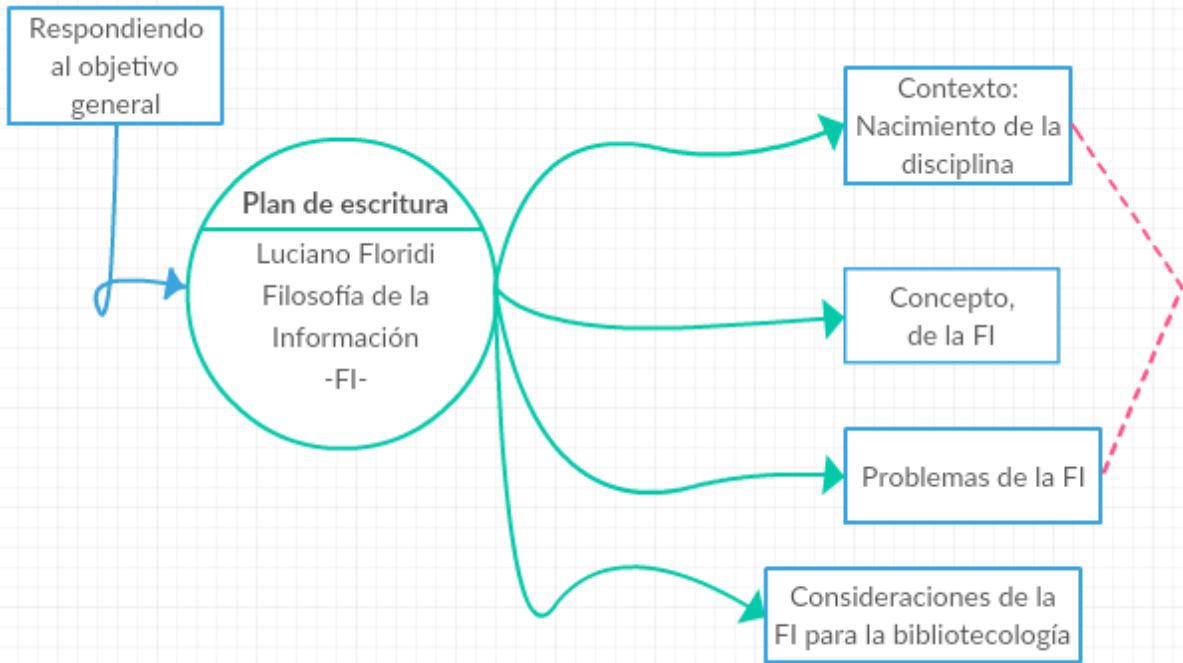 Respondiendo
al objetivo
general
Plan de escritura
Luciano Floridi
Filosofía de la
Información
-FI-
Contexto:
Nacimiento de la
disciplina
Concepto,
de la FI
Problemas de la FI
Consideraciones de la
FI para la bibliotecología